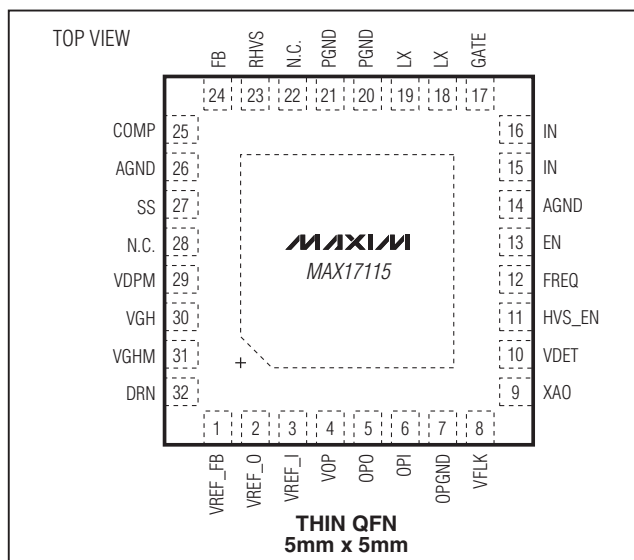 TOP VIEW
FB RHVS N.C. PGND PGND LX LX GATE
24 23 22 21 20 19 18 17
COMP 25
AGND 26
SS 27
N.C. 28
VDPM 29
VGH 30
VGHM 31
DRN 32
MAXIM
MAX17115
+
16 IN
15 IN
14 AGND
13 EN
12 FREQ
11 HVS_EN
10 VDET
9 XAO
1 2 3 4 5 6 7 8
VREF_FB VREF_O VREF_I VOP OPO OPI OPGND VFLK
THIN QFN
5mm x 5mm